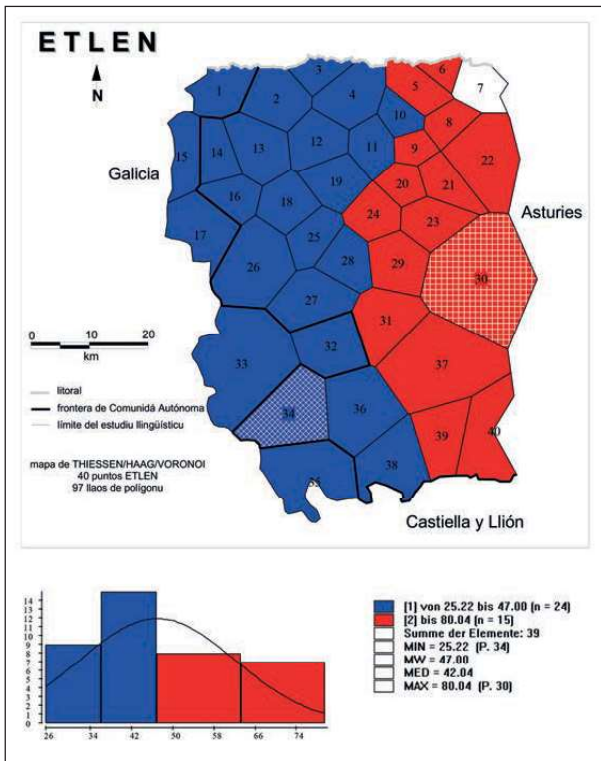 ETLEN
N
3
6
1
2
4
5
7
10
8
14
13
12
11
9
15
22
Galicia
19
20
21
16
18
Asturies
24
23
17
25
26
28
29
30
27
31
0 10 20
km
32
33
37
litoral
frontera de Comunidá Autónoma
límite del estudiu llingüísticu
34
36
39
40
mapa de THIESSEN/HAAG/VORONOI
40 puntos ETLEN
97 llaos de polígonu
38
35
Castiella y Llión
14
13
12
11
10
9
8
7
6
5
4
3
2
1
0
26 34 42 50 58 66 74
[1] von 25.22 bis 47.00 (n = 24)
[2] bis 80.04 (n = 15)
Summe der Elemente: 39
MIN = 25.22 (P. 34)
MW = 47.00
MED = 42.04
MAX = 80.04 (P. 30)